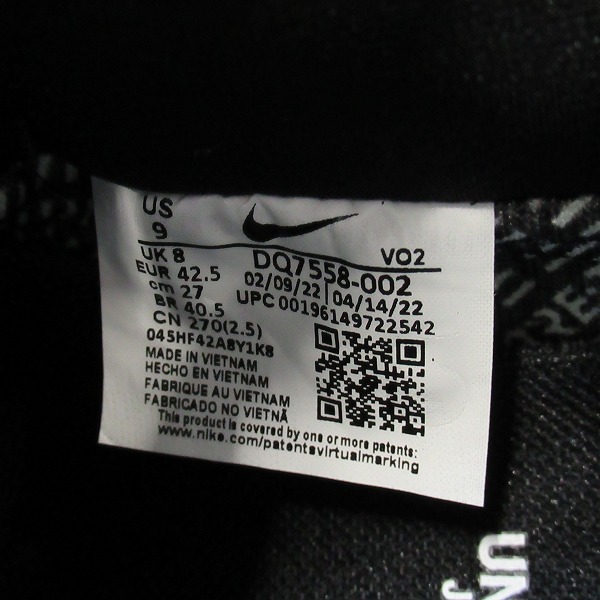 US
9
VO2
UK 8
DQ7558-002
EUR 42.5
02/09/22 | 04/14/22
cm 27
UPC 00196149722542
BR 40.5
CN 270(2.5)
045HF42A8Y1K8
MADE IN VIETNAM
HECHO EN VIETNAM
FABRIQUE AU VIETNAM
FABRICADO NO VIETNÃ
This product is covered by one or more patents:
www.nike.com/patentsvirtualmarking
UN